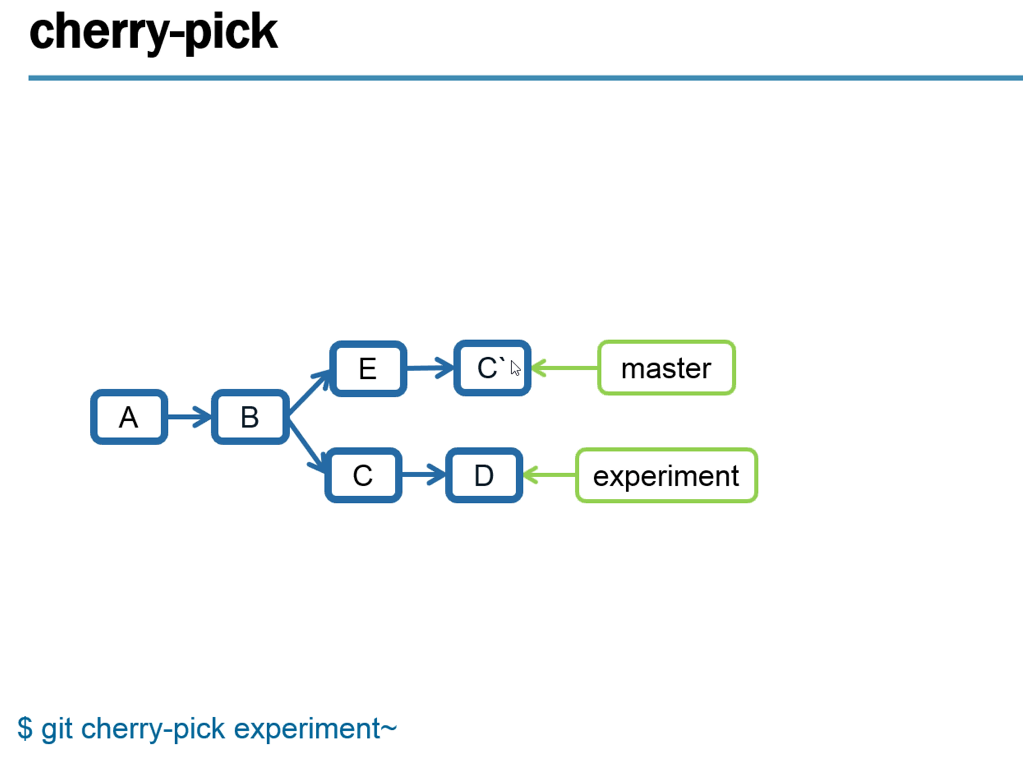 cherry-pick
E
C`
master
A
B
C
D
experiment
$ git cherry-pick experiment~